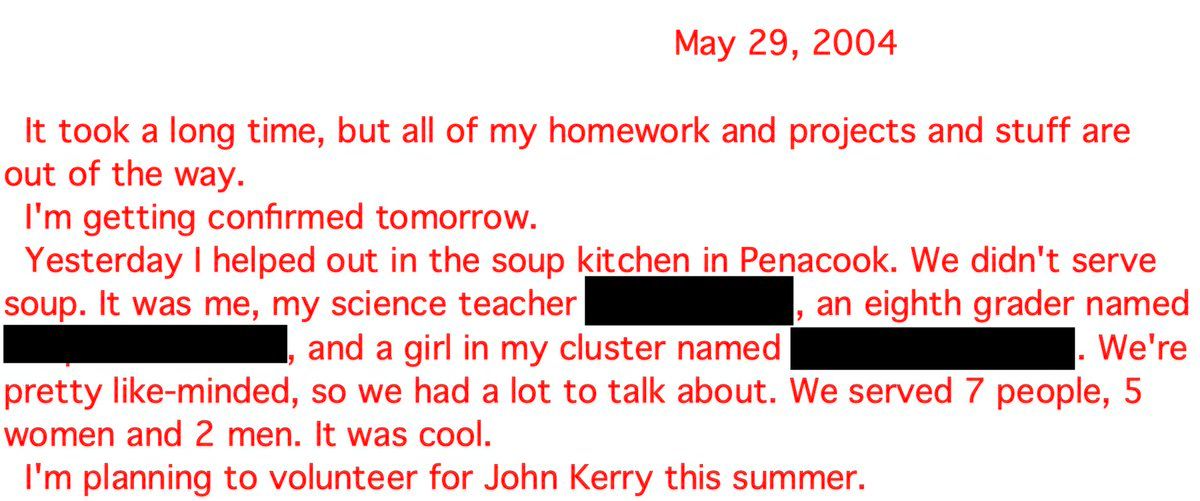 May 29, 2004
It took a long time, but all of my homework and projects and stuff are
out of the way.
I'm getting confirmed tomorrow.
Yesterday I helped out in the soup kitchen in Penacook. We didn't serve
soup. It was me, my science teacher , an eighth grader named
, and a girl in my cluster named . We're
pretty like-minded, so we had a lot to talk about. We served 7 people, 5
women and 2 men. It was cool.
I'm planning to volunteer for John Kerry this summer.